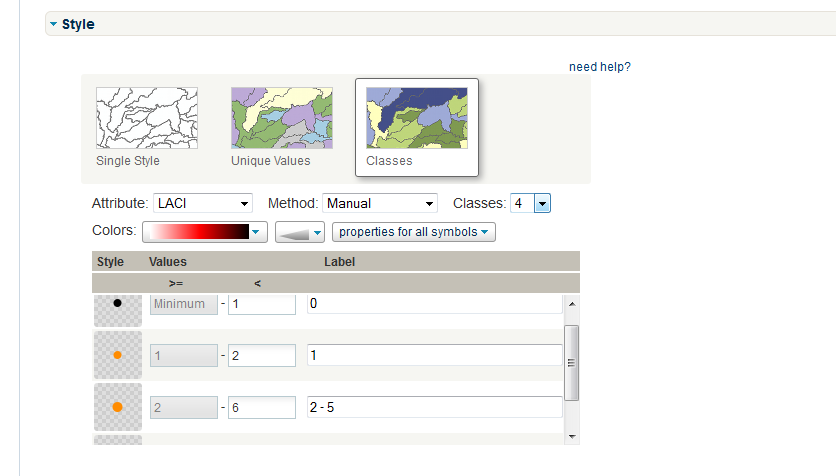 Style
need help?
Single Style
Unique Values
Classes
Attribute: LACI Method: Manual Classes: 4
Colors: properties for all symbols
Style Values Label
>= <
Minimum - 1 0
1 - 2 1
2 - 6 2 - 5